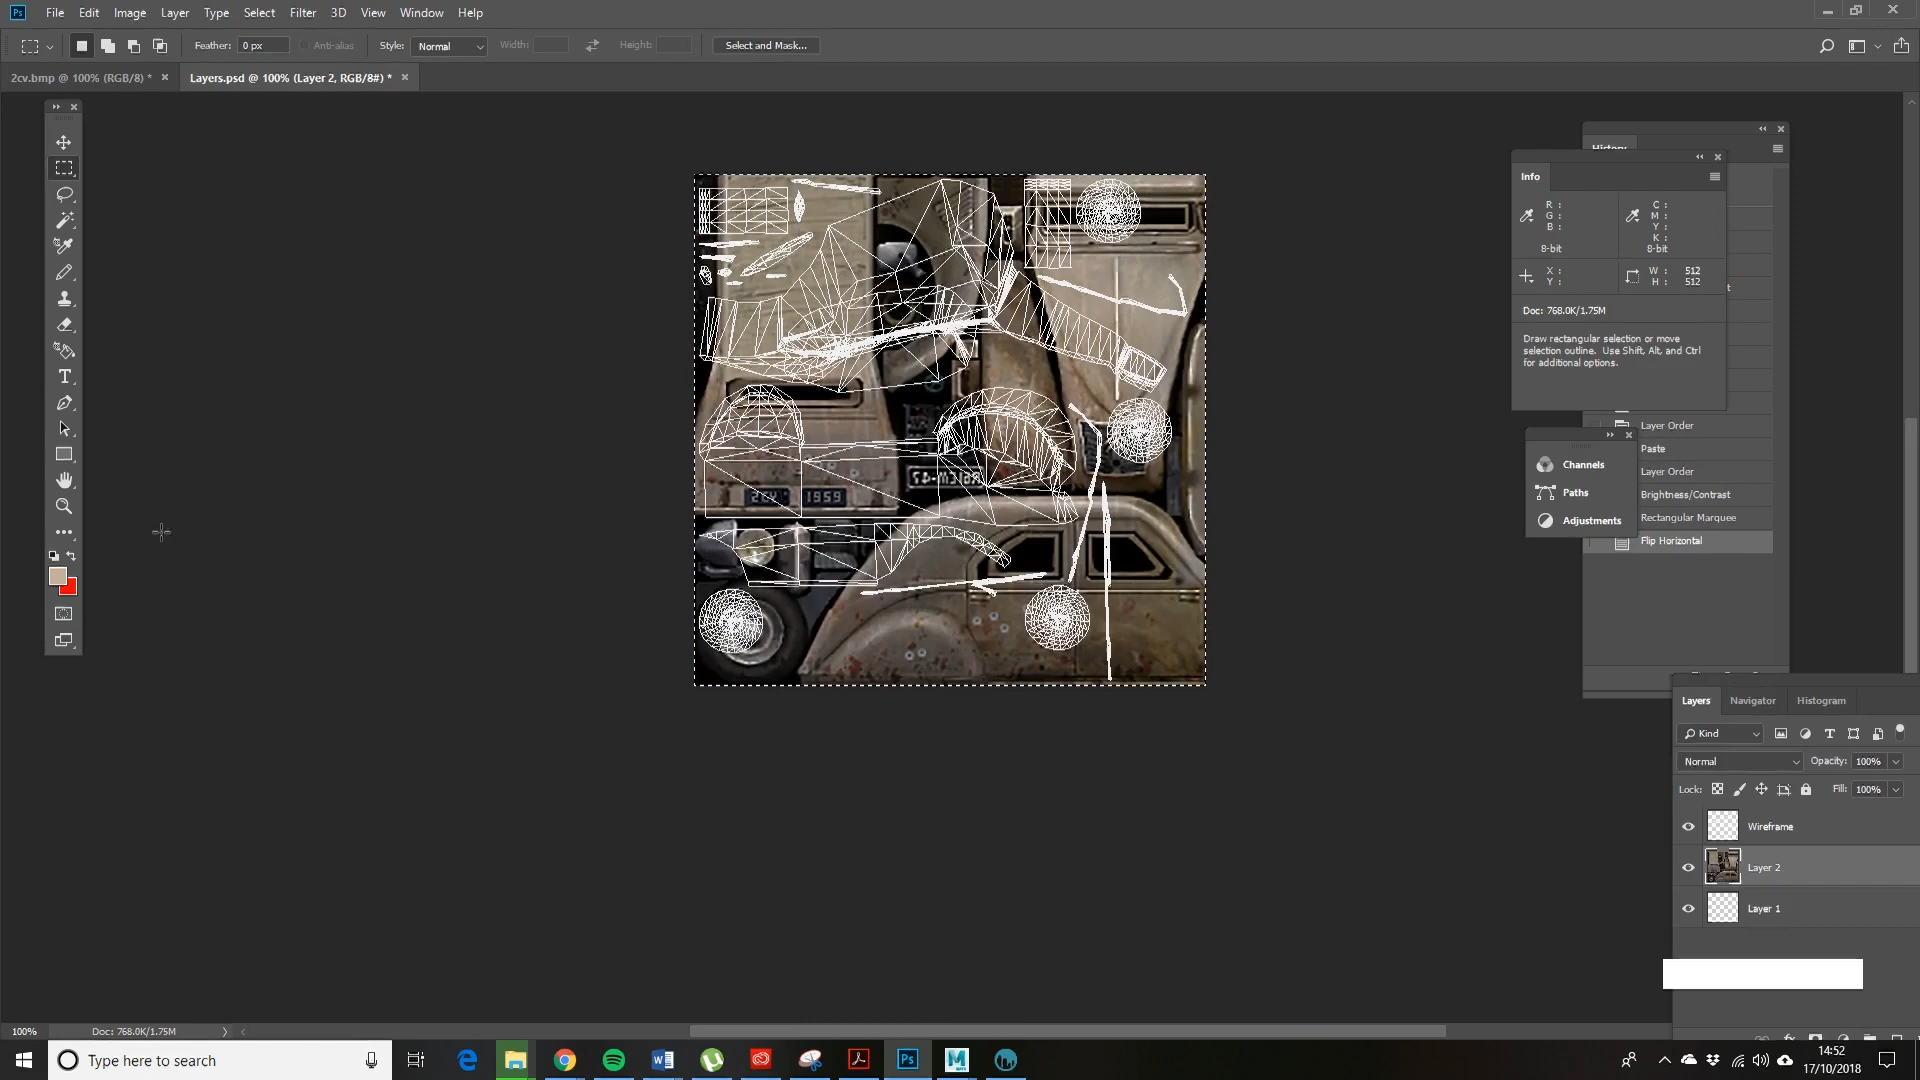 Ps File Edit Image Layer Type Select Filter 3D View Window Help
Feather: 0 px Anti-alias Style: Normal Width: Height: Select and Mask...
2cv.bmp @ 100% (RGB/8) * × Layers.psd @ 100% (Layer 2, RGB/8#) * ×
History
Info
R : C :
G : M :
B : Y :
K :
8-bit 8-bit
X : W : 512
Y : H : 512
Doc: 768.0K/1.75M
Draw rectangular selection or move
selection outline. Use Shift, Alt, and Ctrl
for additional options.
Layer Order
Paste
Layer Order
Brightness/Contrast
Rectangular Marquee
Flip Horizontal
Channels
Paths
Adjustments
1959
Layers Navigator Histogram
Kind
Normal Opacity: 100%
Lock: Fill: 100%
Wireframe
Layer 2
Layer 1
100% Doc: 768.0K/1.75M
Type here to search
14:52
17/10/2018